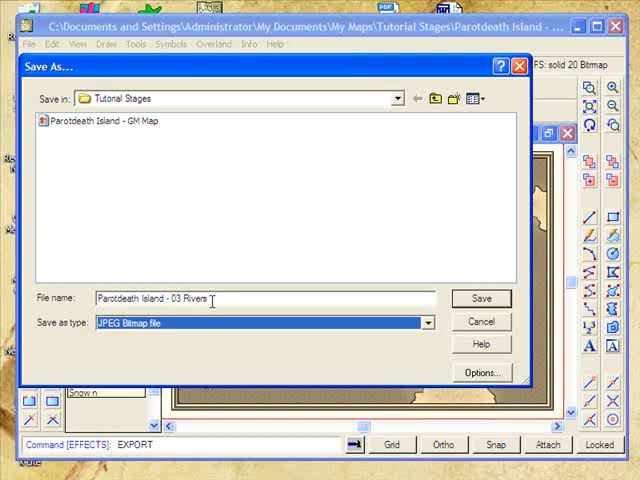 C:\Documents and Settings\Administrator\My Documents\My Maps\Tutorial Stages\Parotdeath Island - ...
File Edit View Draw Tools Symbols Overland Info Help
FS: solid 20 Bitmap
Save As...
Save in: Tutorial Stages
Parotdeath Island - GM Map
File name: Parotdeath Island - 03 Rivers
Save
Save as type: JPEG Bitmap file
Cancel
Help
Options...
Snow n
Command [EFFECTS]: EXPORT
Grid Ortho Snap Attach Locked